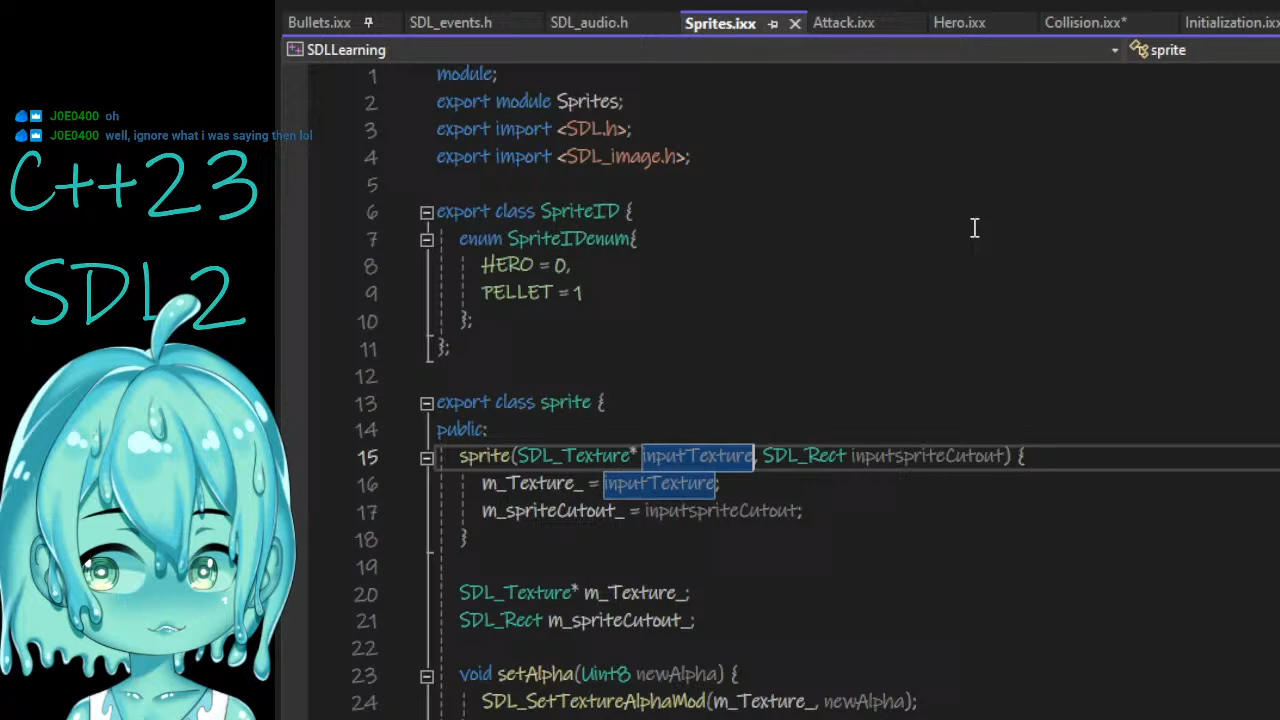 Bullets.ixx SDL_events.h SDL_audio.h Sprites.ixx Attack.ixx Hero.ixx Collision.ixx* Initialization.ixx
SDLLearning sprite
J0E0400 oh
J0E0400 well, ignore what i was saying then lol
C++23
SDL2
1 module;
2 export module Sprites;
3 export import <SDL.h>;
4 export import <SDL_image.h>;
5
6 export class SpriteID {
7 enum SpriteIDenum{
8 HERO = 0,
9 PELLET = 1
10 };
11 };
12
13 export class sprite {
14 public:
15 sprite(SDL_Texture* inputTexture, SDL_Rect inputspriteCutout) {
16 m_Texture_ = inputTexture;
17 m_spriteCutout_ = inputspriteCutout;
18 }
19
20 SDL_Texture* m_Texture_;
21 SDL_Rect m_spriteCutout_;
22
23 void setAlpha(Uint8 newAlpha) {
24 SDL_SetTextureAlphaMod(m_Texture_, newAlpha);